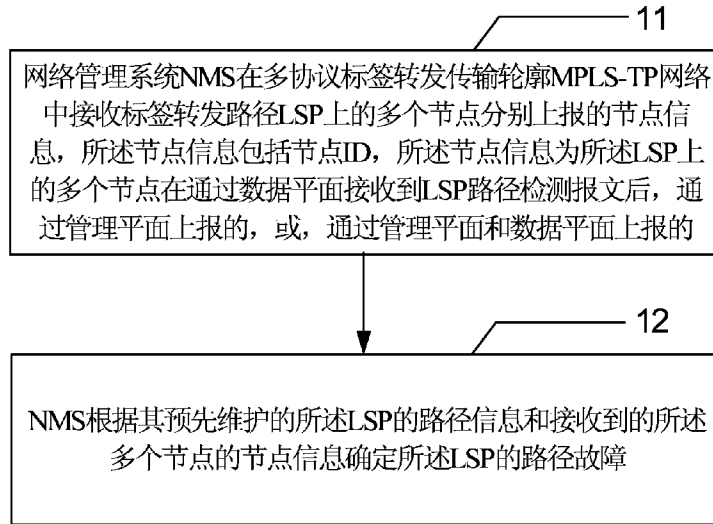 11
网络管理系统NMS在多协议标签转发传输轮廓MPLS-TP网络
中接收标签转发路径LSP上的多个节点分别上报的节点信
息，所述节点信息包括节点ID，所述节点信息为所述LSP上
的多个节点在通过数据平面接收到LSP路径检测报文后，通
过管理平面上报的，或，通过管理平面和数据平面上报的
12
NMS根据其预先维护的所述LSP的路径信息和接收到的所述
多个节点的节点信息确定所述LSP的路径故障